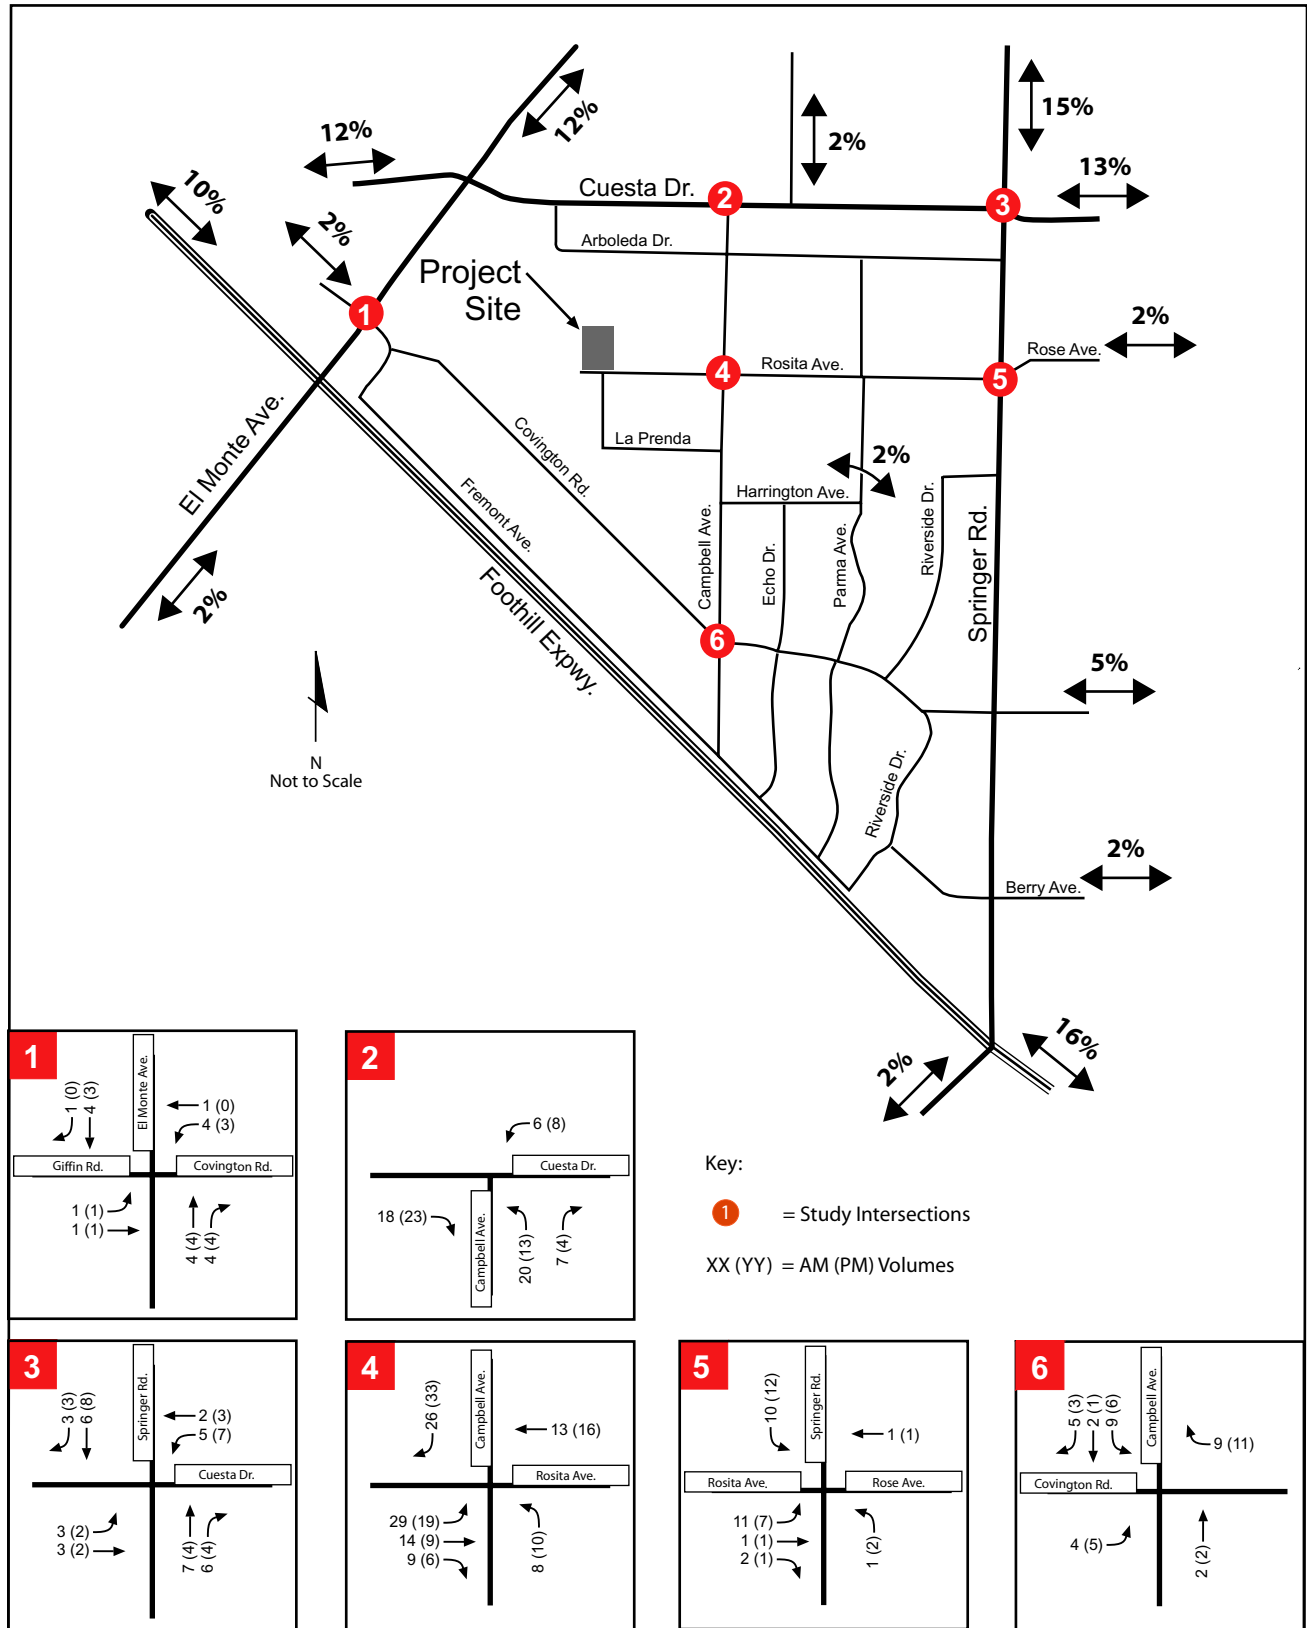 12%
15%
12%
2%
13%
10%
2%
Cuesta Dr.
2
3
Arboleda Dr.
Project
Site
1
2%
Rose Ave.
Rosita Ave.
4
5
El Monte Ave.
La Prenda
Covington Rd.
2%
Harrington Ave.
Fremont Ave.
Campbell Ave.
Echo Dr.
Parma Ave.
Riverside Dr.
Springer Rd.
Foothill Expwy.
2%
6
5%
N
Not to Scale
Riverside Dr.
2%
Berry Ave.
2%
16%
1
El Monte Ave.
1 (0)
4 (3)
1 (0)
4 (3)
Giffin Rd.
Covington Rd.
1 (1)
1 (1)
4 (4)
4 (4)
2
6 (8)
Cuesta Dr.
18 (23)
Campbell Ave.
20 (13)
7 (4)
Key:
1 = Study Intersections
XX (YY) = AM (PM) Volumes
3
Springer Rd.
3 (3)
6 (8)
2 (3)
5 (7)
Cuesta Dr.
3 (2)
3 (2)
7 (4)
6 (4)
4
Campbell Ave.
26 (33)
13 (16)
Rosita Ave.
29 (19)
14 (9)
9 (6)
8 (10)
5
Springer Rd.
10 (12)
1 (1)
Rosita Ave.
Rose Ave.
11 (7)
1 (1)
2 (1)
1 (2)
6
Campbell Ave.
5 (3)
2 (1)
9 (6)
9 (11)
Covington Rd.
4 (5)
2 (2)